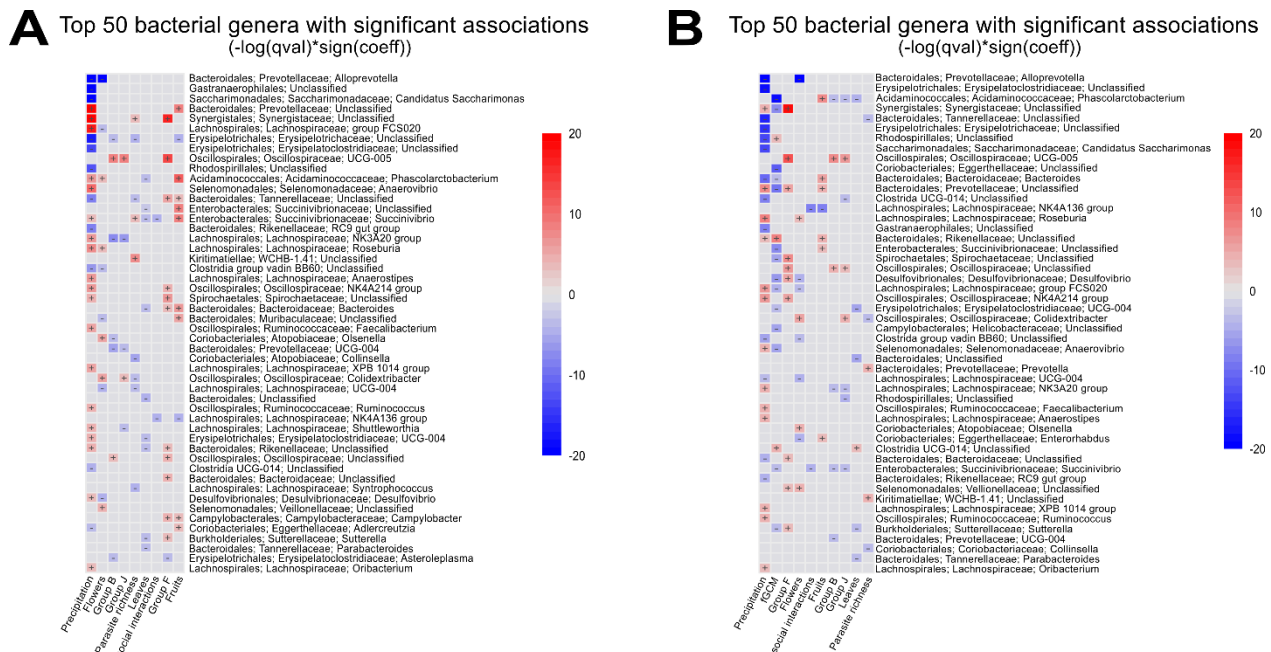 A
Top 50 bacterial genera with significant associations
(-log(qval)*sign(coeff))
Bacteroidales; Prevotellaceae; Alloprevotella
Gastranaerophilales; Unclassified
Saccharimonadales; Saccharimonadaceae; Candidatus Saccharimonas
Bacteroidales; Prevotellaceae; Unclassified
Synergistales; Synergistaceae; Unclassified
Lachnospirales; Lachnospiraceae; group FCS020
Erysipelotrichales; Erysipelotrichaceae; Unclassified
Erysipelotrichales; Erysipelatoclostridiaceae; Unclassified
Oscillospirales; Oscillospiraceae; UCG-005
Rhodospirillales; Unclassified
Acidaminococcales; Acidaminococcaceae; Phascolarctobacterium
Selenomonadales; Selenomonadaceae; Anaerovibrio
Bacteroidales; Tannerellaceae; Unclassified
Enterobacterales; Succinivibrionaceae; Unclassified
Enterobacterales; Succinivibrionaceae; Succinivibrio
Bacteroidales; Rikenellaceae; RC9 gut group
Lachnospirales; Lachnospiraceae; NK3A20 group
Lachnospirales; Lachnospiraceae; Roseburia
Kiritimatiellae; WCHB-1.41; Unclassified
Clostridia group vadin BB60; Unclassified
Lachnospirales; Lachnospiraceae; Anaerostipes
Oscillospirales; Oscillospiraceae; NK4A214 group
Spirochaetales; Spirochaetaceae; Unclassified
Bacteroidales; Bacteroidaceae; Bacteroides
Bacteroidales; Muribaculaceae; Unclassified
Oscillospirales; Ruminococcaceae; Faecalibacterium
Coriobacteriales; Atopobiaceae; Olsenella
Bacteroidales; Prevotellaceae; UCG-004
Coriobacteriales; Atopobiaceae; Collinsella
Lachnospirales; Lachnospiraceae; XPB 1014 group
Oscillospirales; Oscillospiraceae; Colidextribacter
Lachnospirales; Lachnospiraceae; UCG-004
Bacteroidales; Unclassified
Oscillospirales; Ruminococcaceae; Ruminococcus
Lachnospirales; Lachnospiraceae; NK4A136 group
Lachnospirales; Lachnospiraceae; Shuttleworthia
Erysipelotrichales; Erysipelatoclostridiaceae; UCG-004
Bacteroidales; Rikenellaceae; Unclassified
Oscillospirales; Oscillospiraceae; Unclassified
Clostridia UCG-014; Unclassified
Bacteroidales; Bacteroidaceae; Unclassified
Lachnospirales; Lachnospiraceae; Syntrophococcus
Desulfovibrionales; Desulvibrionaceae; Desulfovibrio
Selenomonadales; Veillonellaceae; Unclassified
Campylobacterales; Campylobacteraceae; Campylobacter
Coriobacteriales; Eggerthellaceae; Adlercreutzia
Burkholderiales; Sutterellaceae; Sutterella
Bacteroidales; Tannerellaceae; Parabacteroides
Erysipelotrichales; Erysipelatoclostridiaceae; Asteroleplasma
Lachnospirales; Lachnospiraceae; Oribacterium
Precipitation
Flowers
Group B
Group J
Parasite richness
Leaves
ocial interactions
Group F
Fruits
20
10
0
-10
-20
B
Top 50 bacterial genera with significant associations
(-log(qval)*sign(coeff))
Bacteroidales; Prevotellaceae; Alloprevotella
Erysipelotrichales; Erysipelatoclostridiaceae; Unclassified
Acidaminococcales; Acidaminococcaceae; Phascolarctobacterium
Synergistales; Synergistaceae; Unclassified
Bacteroidales; Tannerellaceae; Unclassified
Erysipelotrichales; Erysipelotrichaceae; Unclassified
Rhodospirillales; Unclassified
Saccharimonadales; Saccharimonadaceae; Candidatus Saccharimonas
Oscillospirales; Oscillospiraceae; UCG-005
Coriobacteriales; Eggerthellaceae; Unclassified
Bacteroidales; Bacteroidaceae; Bacteroides
Bacteroidales; Prevotellaceae; Unclassified
Clostrida UCG-014; Unclassified
Lachnospirales; Lachnospiraceae; NK4A136 group
Lachnospirales; Lachnospiraceae; Roseburia
Gastranaerophilales; Unclassified
Bacteroidales; Rikenellaceae; Unclassified
Enterobacterales; Succinivibrionaceae; Unclassified
Spirochaetales; Spirochaetaceae; Unclassified
Oscillospirales; Oscillospiraceae; Unclassified
Desulfovibrionales; Desulfovibrionaceae; Desulfovibrio
Lachnospirales; Lachnospiraceae; group FCS020
Oscillospirales; Oscillospiraceae; NK4A214 group
Erysipelotrichales; Erysipelatoclostridiaceae; UCG-004
Oscillospirales; Oscillospiraceae; Colidextribacter
Campylobacterales; Helicobacteraceae; Unclassified
Clostrida group vadin BB60; Unclassified
Selenomonadales; Selenomonadaceae; Anaerovibrio
Bacteroidales; Unclassified
Bacteroidales; Prevotellaceae; Prevotella
Lachnospirales; Lachnospiraceae; UCG-004
Lachnospirales; Lachnospiraceae; NK3A20 group
Rhodospirillales; Unclassified
Oscillospirales; Ruminococcaceae; Faecalibacterium
Lachnospirales; Lachnospiraceae; Anaerostipes
Coriobacteriales; Atopobiaceae; Olsenella
Coriobacteriales; Eggerthellaceae; Enterorhabdus
Clostridia UCG-014; Unclassified
Bacteroidales; Bacteroidaceae; Unclassified
Enterobacterales; Succinivibrionaceae; Succinivibrio
Bacteroidales; Rikenellaceae; RC9 gut group
Selenomonadales; Vellionellaceae; Unclassified
Kiritimatiellae; WCHB-1.41; Unclassified
Lachnospirales; Lachnospiraceae; XPB 1014 group
Oscillospirales; Ruminococcaceae; Ruminococcus
Burkholderiales; Sutterellaceae; Sutterella
Bacteroidales; Prevotellaceae; UCG-004
Coriobacteriales; Coriobacteriaceae; Collinsella
Bacteroidales; Tannerellaceae; Parabacteroides
Lachnospirales; Lachnospiraceae; Oribacterium
Precipitation
fGCM
Group F
Flowers
social interactions
Fruits
Group B
Group J
Leaves
Parasite richness
20
10
0
-10
-20